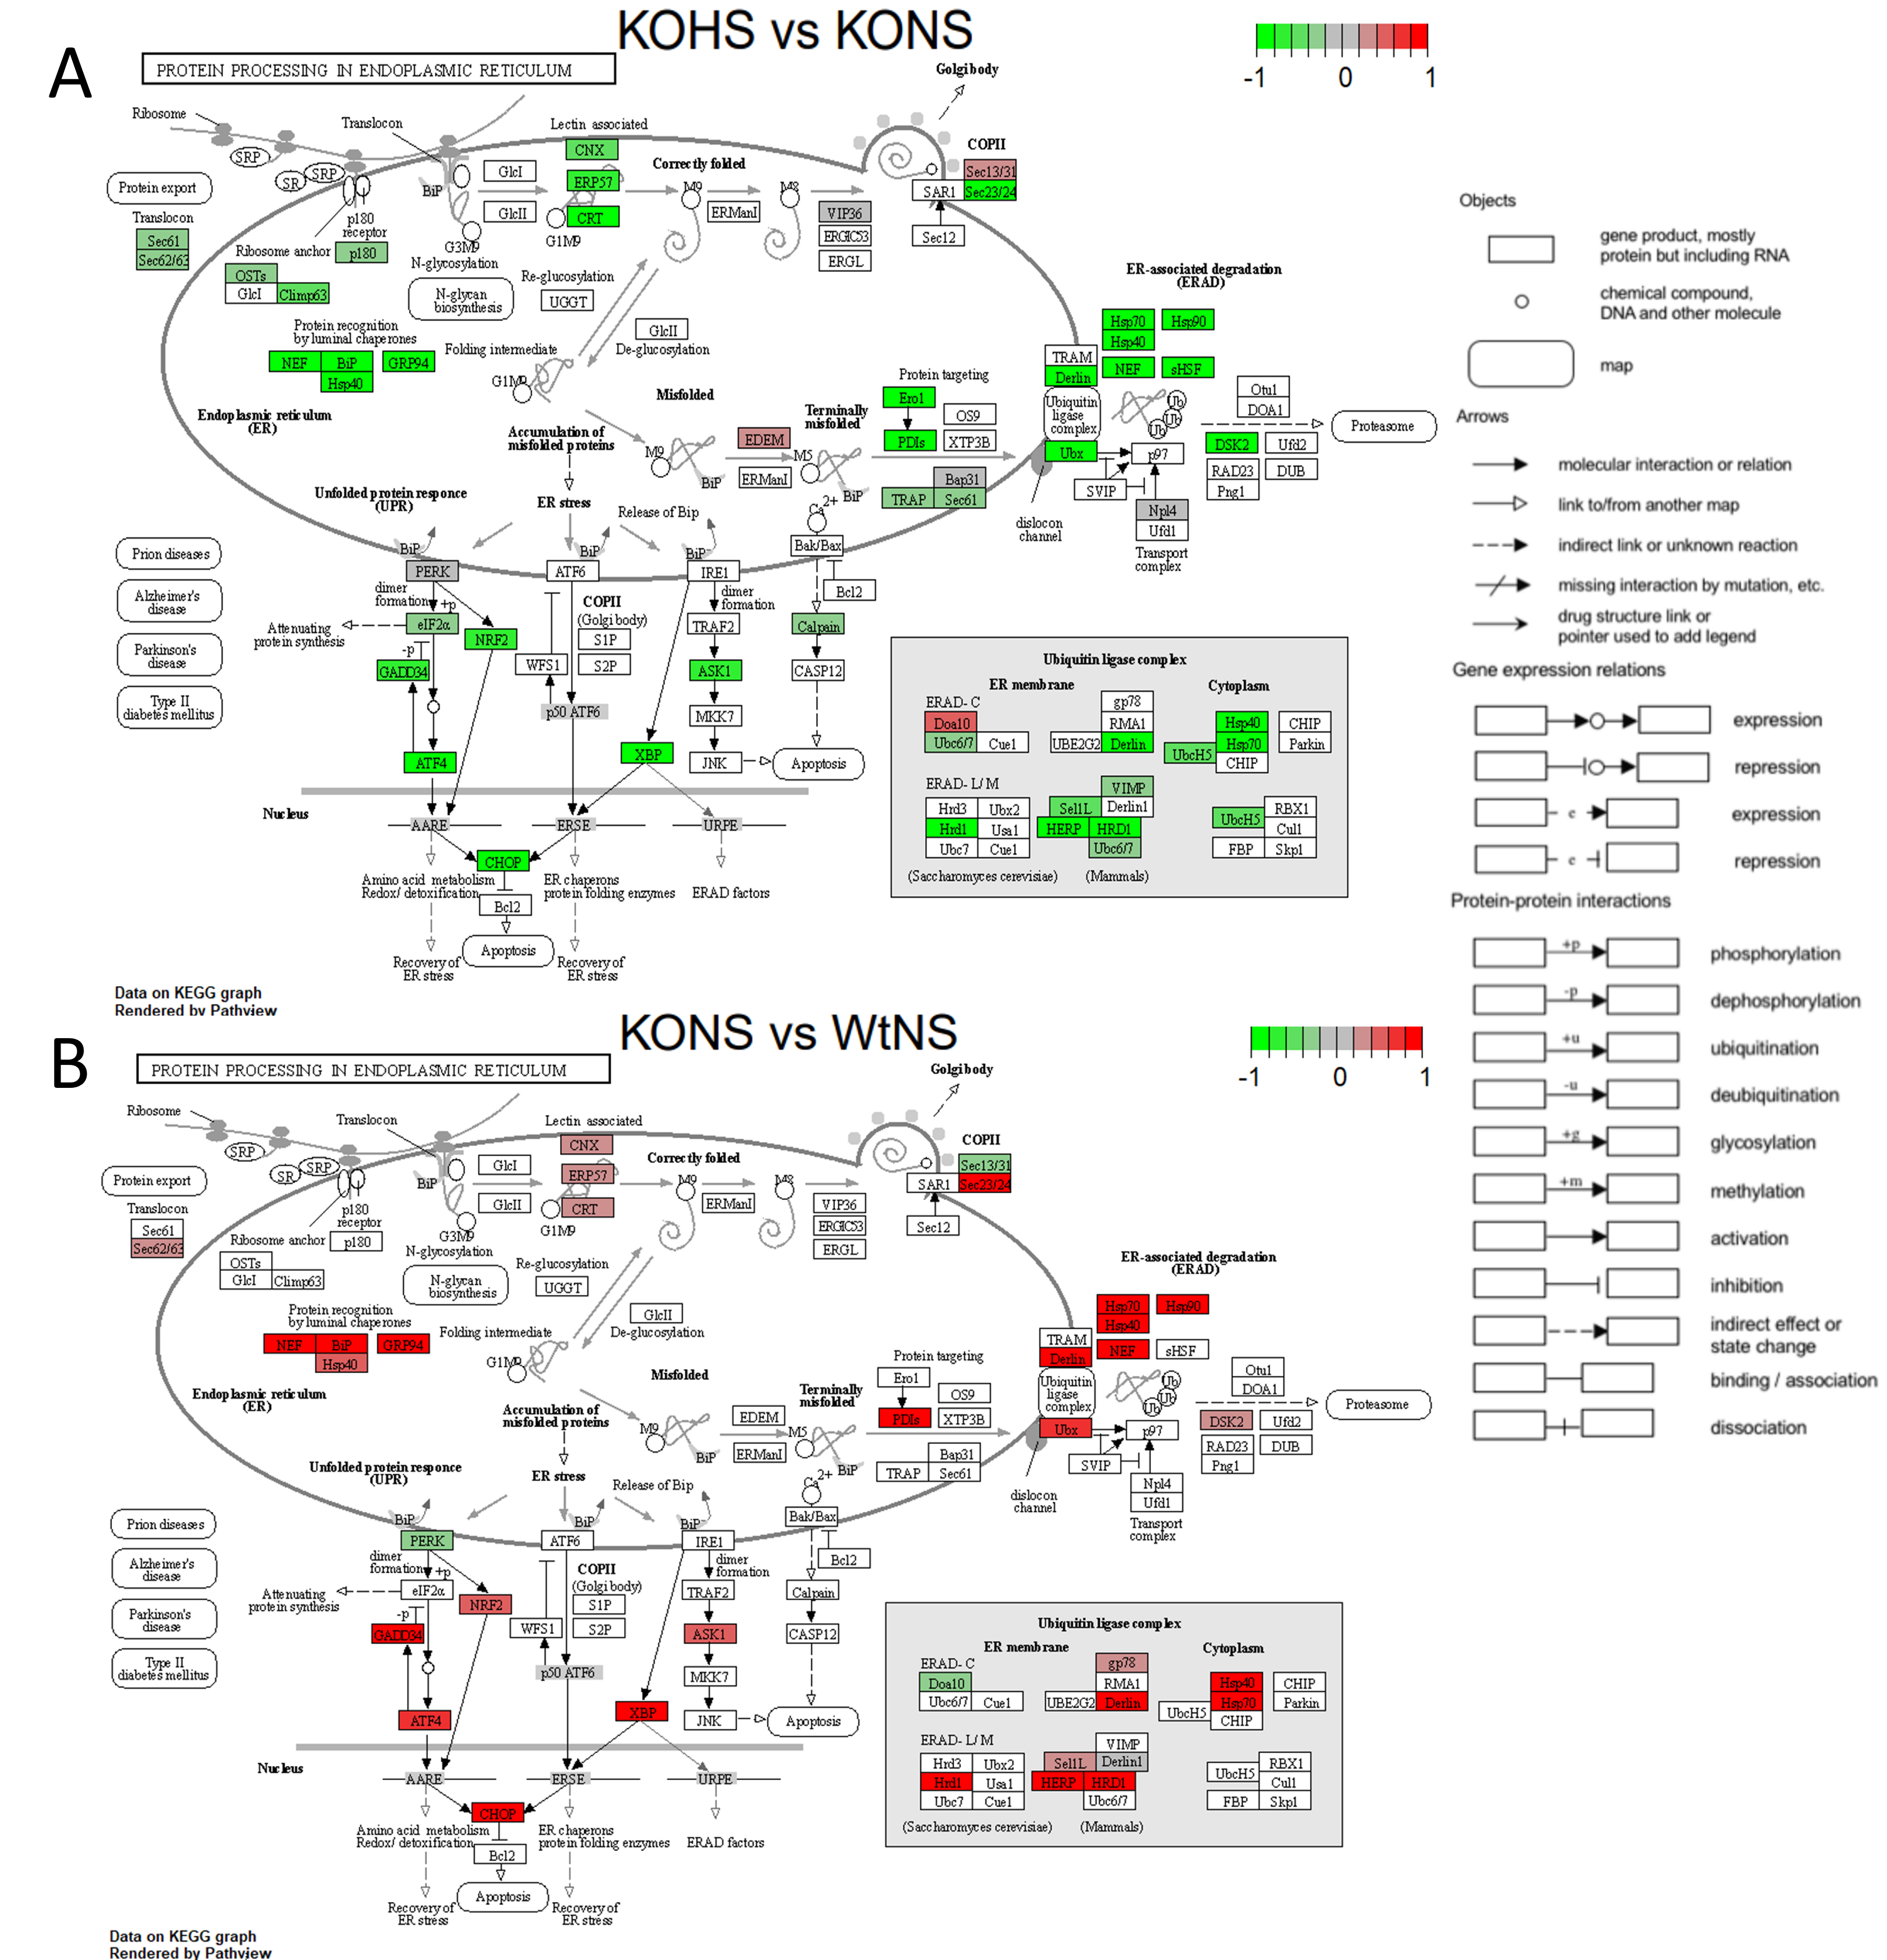 KOHS vs KONS
A
-1 0 1
PROTEIN PROCESSING IN ENDOPLASMIC RETICULUM
Golgi body
Ribosome
Translocon
Lectin associated
CNX
COPII
SRP
SR
SRP
Correctly folded
Sec13/31
Protein export
BiP
GlcI
ERP57
M9
M8
SAR1
Sec23/24
Translocon
p180
receptor
GlcII
CRT
ERManI
VIP36
Sec61
G1M9
ERGIC53
Sec12
Sec62/63
Ribosome anchor
p180
G3M9
N-glycosylation
ERGL
OSTs
Re-glucosylation
GlcI
Climp63
N-glycan
biosynthesis
UGGT
ER-associated degradation
(ERAD)
Protein recognition
by luminal chaperones
GlcII
De-glucosylation
Hsp70
Hsp90
Hsp40
NEF
BiP
GRP94
Hsp40
Folding intermediate
G1M9
TRAM
Derlin
NEF
sHSF
Protein targeting
Misfolded
Ero1
OS9
Ubiquitin
ligase
complex
Ub
Ub
Ub
Otu1
DOA1
Proteasome
Endoplasmic reticulum
(ER)
Accumulation of
misfolded proteins
Terminally
misfolded
EDEM
PDIs
XTP3B
DSK2
Ufd2
M9
ERManI
M5
Ubx
p97
RAD23
DUB
BiP
BiP
Bap31
SVIP
Png1
Unfolded protein responce
(UPR)
ER stress
Release of Bip
Ca2+
TRAP
Sec61
Npl4
Ufd1
dislocon
channel
Transport
complex
Prion diseases
BiP
BiP
BiP
Bak/Bax
PERK
ATF6
IRE1
Alzheimer's
disease
dimer
formation
+p
COPII
(Golgi body)
dimer
formation
Bcl2
Attenuating
protein synthesis
eIF2α
NRF2
S1P
TRAF2
Calpain
Parkinson's
disease
-p
GADD34
WFS1
S2P
ASK1
CASP12
Type II
diabetes mellitus
p50 ATF6
MKK7
ATF4
XBP
JNK
Apoptosis
Ubiquitin ligase complex
ER membrane
Cytoplasm
ERAD- C
gp78
Doa10
RMA1
Hsp40
CHIP
Ubc6/7
Cue1
UBE2G2
Derlin
UbcH5
Hsp70
Parkin
CHIP
ERAD- L/ M
VIMP
Hrd3
Ubx2
Sel1L
Derlin1
RBX1
Hrd1
Usa1
HERP
HRD1
UbcH5
Cul1
Ubc7
Cue1
Ubc6/7
FBP
Skp1
(Saccharomyces cerevisiae)
(Mammals)
Nucleus
AARE
ERSE
URPE
CHOP
Amino acid metabolism
Redox/ detoxification
ER chaperons
protein folding enzymes
ERAD factors
Bcl2
Apoptosis
Recovery of
ER stress
Recovery of
ER stress
Data on KEGG graph
Rendered by Pathview
Objects
gene product, mostly
protein but including RNA
chemical compound,
DNA and other molecule
map
Arrows
molecular interaction or relation
link to/from another map
indirect link or unknown reaction
missing interaction by mutation, etc.
drug structure link or
pointer used to add legend
Gene expression relations
expression
repression
e
expression
e
repression
Protein-protein interactions
+p
phosphorylation
-p
dephosphorylation
+u
ubiquitination
-u
deubiquitination
+g
glycosylation
+m
methylation
activation
inhibition
indirect effect or
state change
binding / association
dissociation
KONS vs WtNS
B
-1 0 1
PROTEIN PROCESSING IN ENDOPLASMIC RETICULUM
Golgi body
Ribosome
Translocon
Lectin associated
CNX
COPII
SRP
SR
SRP
Correctly folded
Sec13/31
Protein export
BiP
GlcI
ERP57
M9
M8
SAR1
Sec23/24
Translocon
p180
receptor
GlcII
CRT
ERManI
VIP36
Sec61
G1M9
ERGIC53
Sec12
Sec62/63
Ribosome anchor
p180
G3M9
N-glycosylation
ERGL
OSTs
Re-glucosylation
GlcI
Climp63
N-glycan
biosynthesis
UGGT
ER-associated degradation
(ERAD)
Protein recognition
by luminal chaperones
GlcII
De-glucosylation
Hsp70
Hsp90
Hsp40
NEF
BiP
GRP94
Hsp40
Folding intermediate
G1M9
TRAM
Derlin
NEF
sHSF
Protein targeting
Misfolded
Ero1
OS9
Ubiquitin
ligase
complex
Ub
Ub
Ub
Otu1
DOA1
Proteasome
Endoplasmic reticulum
(ER)
Accumulation of
misfolded proteins
Terminally
misfolded
EDEM
PDIs
XTP3B
DSK2
Ufd2
M9
ERManI
M5
Ubx
p97
RAD23
DUB
BiP
BiP
Bap31
SVIP
Png1
Unfolded protein responce
(UPR)
ER stress
Release of Bip
Ca2+
TRAP
Sec61
Npl4
Ufd1
dislocon
channel
Transport
complex
Prion diseases
BiP
BiP
BiP
Bak/Bax
PERK
ATF6
IRE1
Alzheimer's
disease
dimer
formation
+p
COPII
(Golgi body)
dimer
formation
Bcl2
Attenuating
protein synthesis
eIF2α
NRF2
S1P
TRAF2
Calpain
Parkinson's
disease
-p
GADD34
WFS1
S2P
ASK1
CASP12
Type II
diabetes mellitus
p50 ATF6
MKK7
ATF4
XBP
JNK
Apoptosis
Ubiquitin ligase complex
ER membrane
Cytoplasm
ERAD- C
gp78
Doa10
RMA1
Hsp40
CHIP
Ubc6/7
Cue1
UBE2G2
Derlin
UbcH5
Hsp70
Parkin
CHIP
ERAD- L/ M
VIMP
Hrd3
Ubx2
Sel1L
Derlin1
RBX1
Hrd1
Usa1
HERP
HRD1
UbcH5
Cul1
Ubc7
Cue1
Ubc6/7
FBP
Skp1
(Saccharomyces cerevisiae)
(Mammals)
Nucleus
AARE
ERSE
URPE
CHOP
Amino acid metabolism
Redox/ detoxification
ER chaperons
protein folding enzymes
ERAD factors
Bcl2
Apoptosis
Recovery of
ER stress
Recovery of
ER stress
Data on KEGG graph
Rendered by Pathview